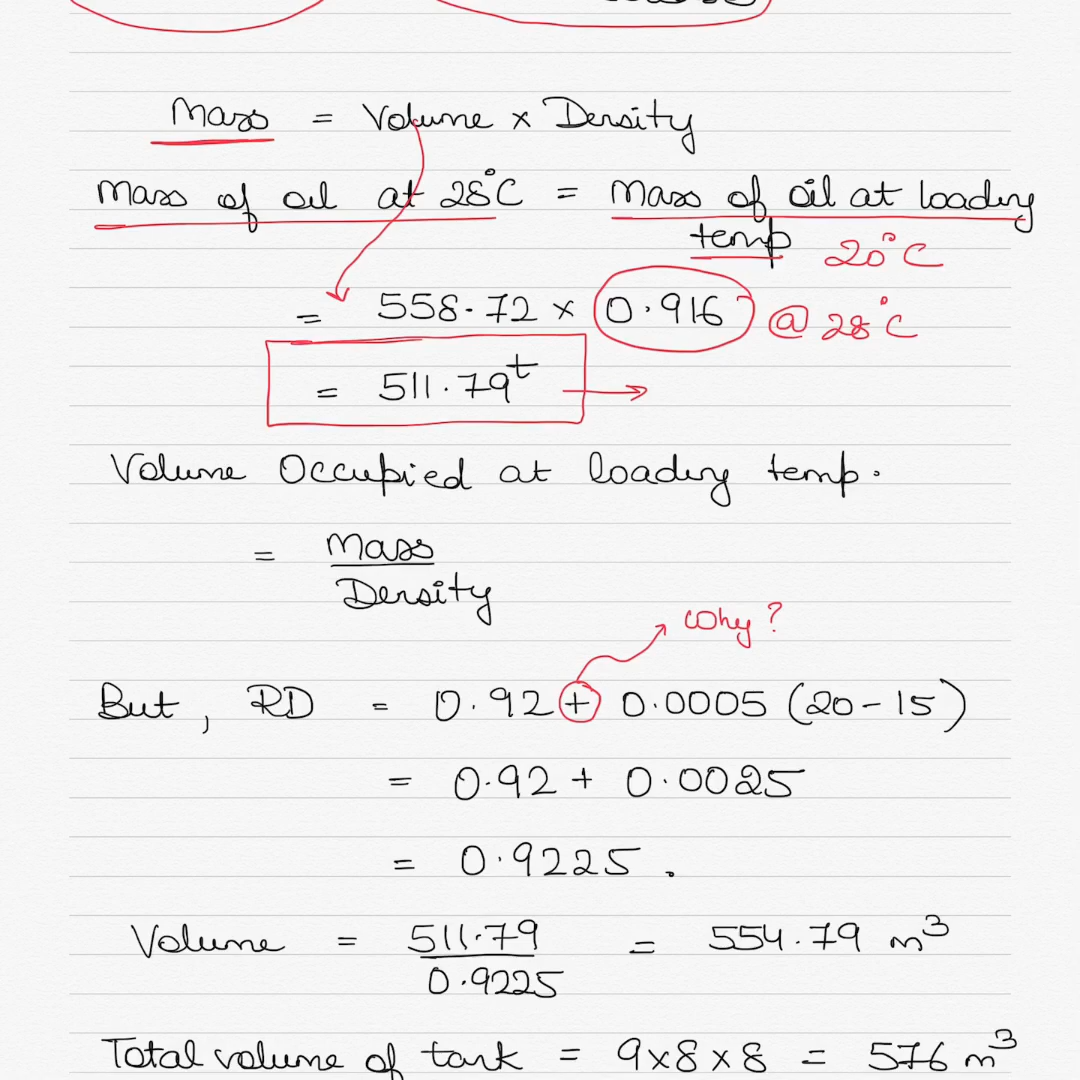 Mass = Volume × Density
Mass of oil at 28°C = Mass of oil at loading
temp 20°C
= 558.72 × 0.916 @ 28°C
= 511.79t
Volume Occupied at loading temp.
= Mass
Density
Why?
But, RD = 0.92 + 0.0005 (20-15)
= 0.92 + 0.0025
= 0.9225.
Volume = 511.79 = 554.79 m³
0.9225
Total volume of tank = 9×8×8 = 576 m³